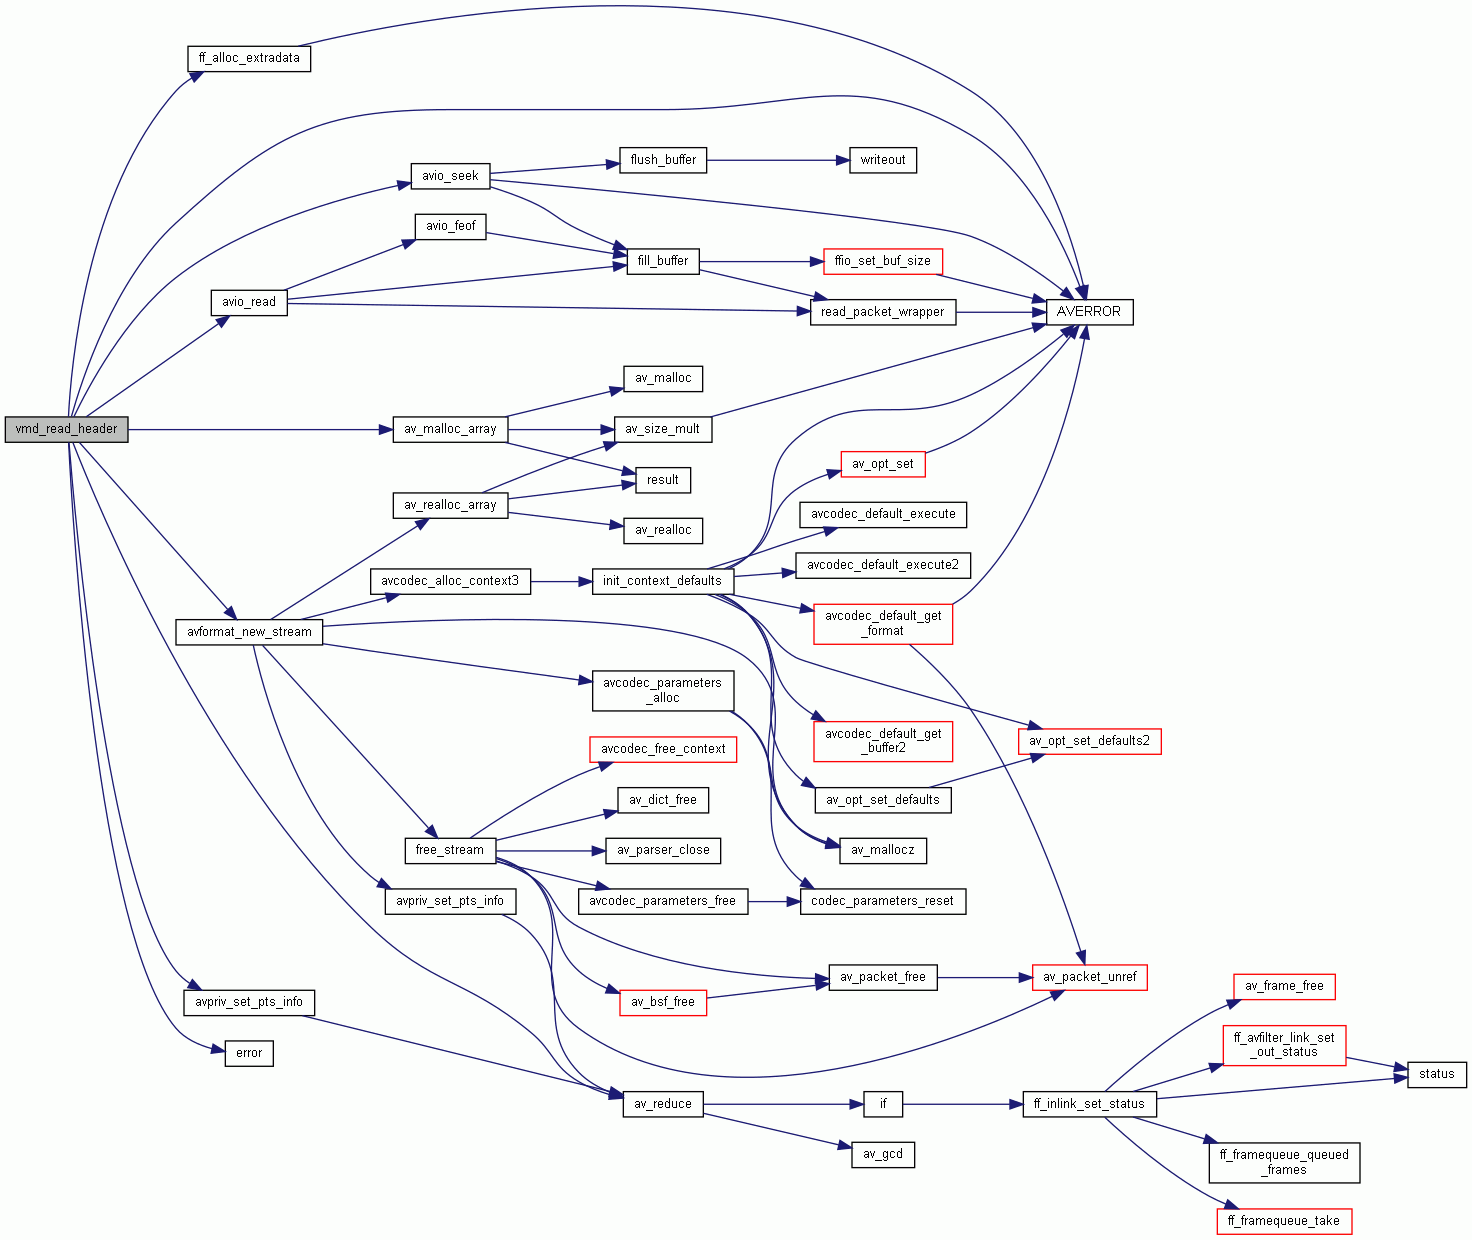 ff_alloc_extradata
flush_buffer
writeout
avio_seek
avio_feof
fill_buffer
ffio_set_buf_size
avio_read
read_packet_wrapper
AVERROR
av_malloc
vmd_read_header
av_malloc_array
av_size_mult
av_opt_set
result
av_realloc_array
avcodec_default_execute
av_realloc
avcodec_default_execute2
avcodec_alloc_context3
init_context_defaults
avcodec_default_get
_format
avformat_new_stream
avcodec_parameters
_alloc
avcodec_default_get
_buffer2
av_opt_set_defaults2
avcodec_free_context
av_dict_free
av_opt_set_defaults
free_stream
av_parser_close
av_mallocz
avpriv_set_pts_info
avcodec_parameters_free
codec_parameters_reset
av_packet_free
av_packet_unref
av_frame_free
avpriv_set_pts_info
av_bsf_free
error
ff_avfilter_link_set
_out_status
status
av_reduce
if
ff_inlink_set_status
av_gcd
ff_framequeue_queued
_frames
ff_framequeue_take